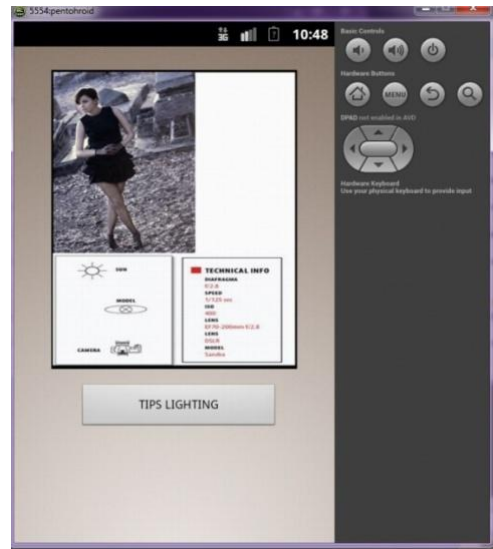 5554:pentohroid
3G
10:48
Basic Controls
Hardware Buttons
MENU
DPAD not enabled in AVD
Hardware Keyboard
Use your physical keyboard to provide input
SUN
MODEL
CAMERA
TECHNICAL INFO
DIAFRAGMA
f/2.8
SPEED
1/125 sec
ISO
400
LENS
EF70-200mm f/2.8
LENS
DSLR
MODEL
Sandra
TIPS LIGHTING